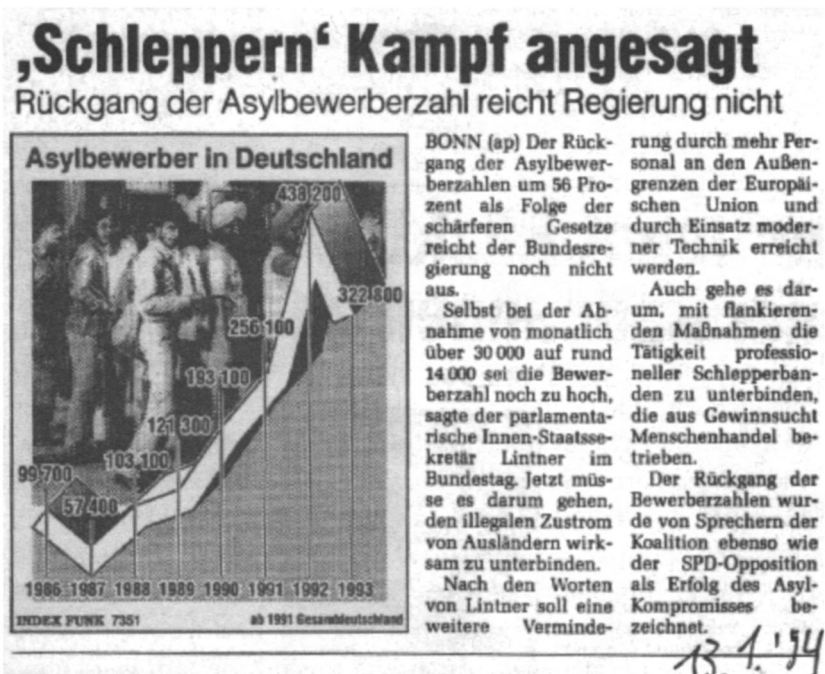 ‚Schleppern‘ Kampf angesagt
Rückgang der Asylbewerberzahl reicht Regierung nicht
Asylbewerber in Deutschland
438 200
322 800
256 100
193 100
121 300
103 100
99 700
57 400
1986 1987 1988 1989 1990 1991 1992 1993
INDEX FUNK 7351
ab 1991 Gesamtdeutschland
BONN (ap) Der Rück-
gang der Asylbewer-
berzahlen um 56 Pro-
zent als Folge der
schärferen Gesetze
reicht der Bundesre-
gierung noch nicht
aus.
Selbst bei der Ab-
nahme von monatlich
über 30 000 auf rund
14 000 sei die Bewer-
berzahl noch zu hoch,
sagte der parlamenta-
rische Innen-Staatsse-
kretär Lintner im
Bundestag. Jetzt müs-
se es darum gehen,
den illegalen Zustrom
von Ausländern wirk-
sam zu unterbinden.
Nach den Worten
von Lintner soll eine
weitere Verminde-
rung durch mehr Per-
sonal an den Außen-
grenzen der Europäi-
schen Union und
durch Einsatz moder-
ner Technik erreicht
werden.
Auch gehe es dar-
um, mit flankieren-
den Maßnahmen die
Tätigkeit professio-
neller Schlepperban-
den zu unterbinden,
die aus Gewinnsucht
Menschenhandel be-
trieben.
Der Rückgang der
Bewerberzahlen wur-
de von Sprechern der
Koalition ebenso wie
der SPD-Opposition
als Erfolg des Asyl-
Kompromisses be-
zeichnet.
13.1.'94